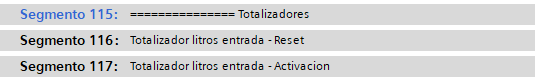 Segmento 115: =============== Totalizadores
Segmento 116: Totalizador litros entrada - Reset
Segmento 117: Totalizador litros entrada - Activacion